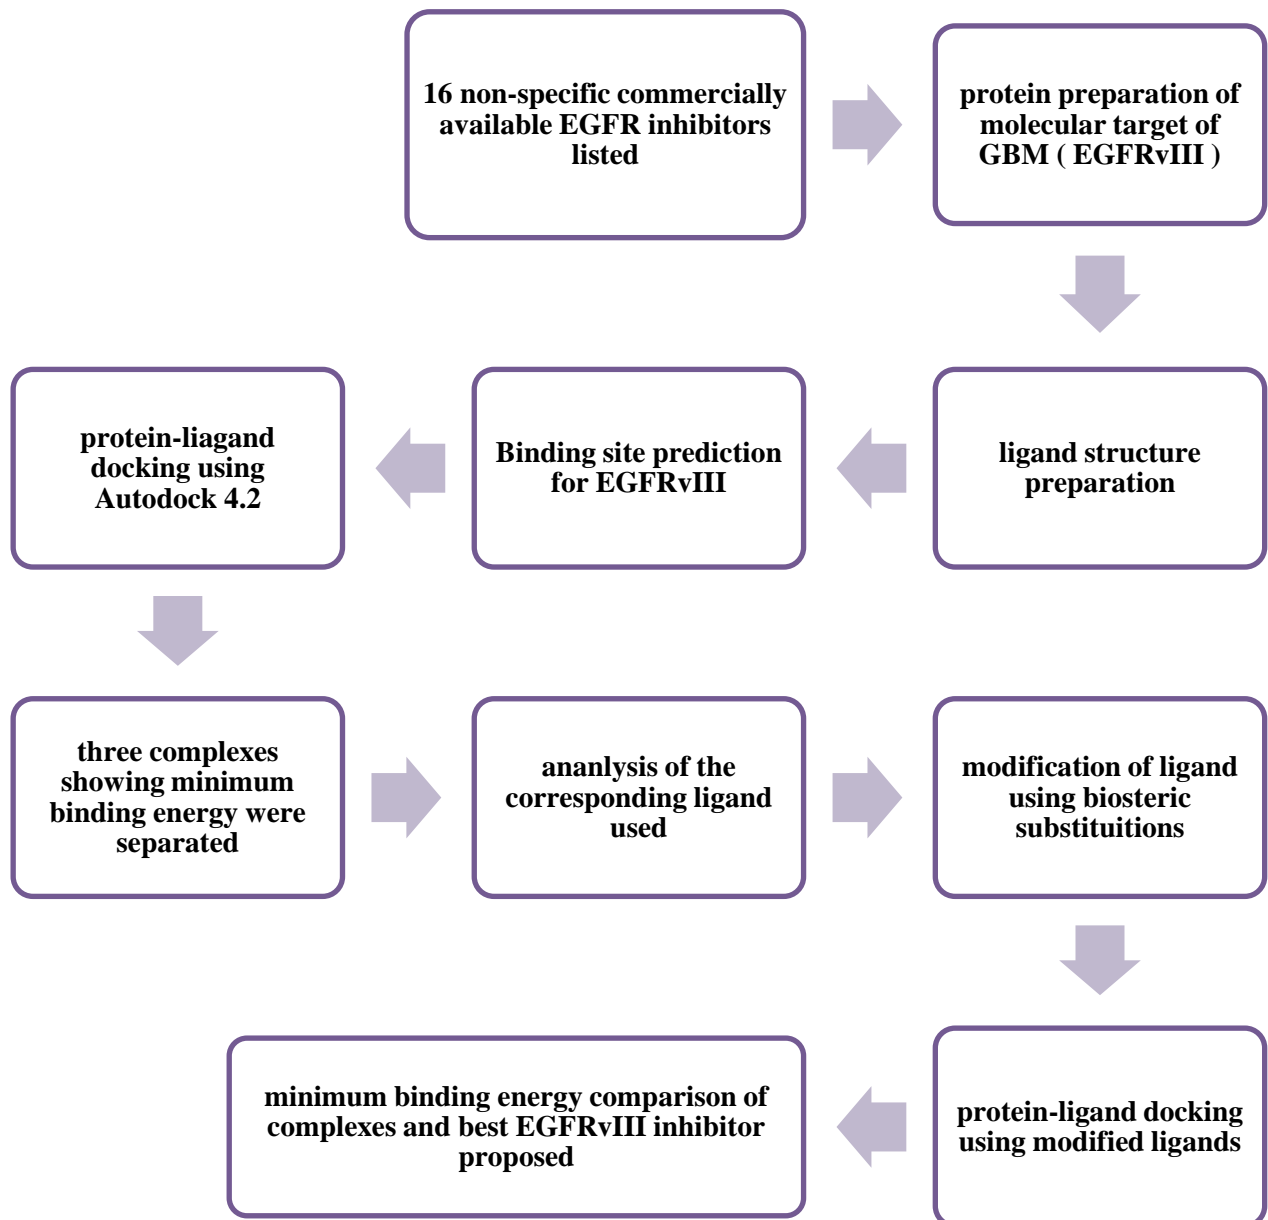 16 non-specific commercially
available EGFR inhibitors
listed
protein preparation of
molecular target of
GBM ( EGFRvIII )
ligand structure
preparation
Binding site prediction
for EGFRvIII
protein-liagand
docking using
Autodock 4.2
three complexes
showing minimum
binding energy were
separated
ananlysis of the
corresponding ligand
used
modification of ligand
using biosteric
substituitions
protein-ligand docking
using modified ligands
minimum binding energy comparison of
complexes and best EGFRvIII inhibitor
proposed